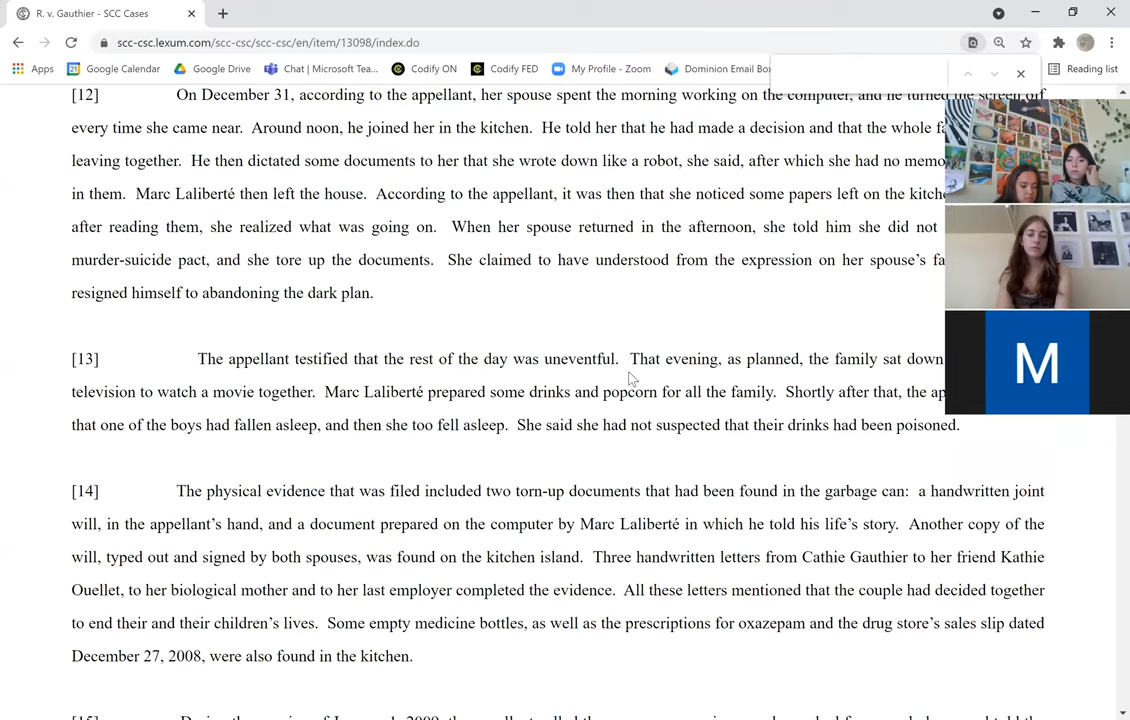 R. v. Gauthier - SCC Cases
scc-csc.lexum.com/scc-csc/scc-csc/en/item/13098/index.do
Apps Google Calendar Google Drive Chat | Microsoft Tea... Codify ON Codify FED My Profile - Zoom Dominion Email Box Reading list
[12] On December 31, according to the appellant, her spouse spent the morning working on the computer, and he turned the screen off
every time she came near. Around noon, he joined her in the kitchen. He told her that he had made a decision and that the whole
leaving together. He then dictated some documents to her that she wrote down like a robot, she said, after which she had no
in them. Marc Laliberté then left the house. According to the appellant, it was then that she noticed some papers left on the
after reading them, she realized what was going on. When her spouse returned in the afternoon, she told him she did not
murder-suicide pact, and she tore up the documents. She claimed to have understood from the expression on her spouse's
resigned himself to abandoning the dark plan.
[13] The appellant testified that the rest of the day was uneventful. That evening, as planned, the family sat down
television to watch a movie together. Marc Laliberté prepared some drinks and popcorn for all the family. Shortly after that, the
that one of the boys had fallen asleep, and then she too fell asleep. She said she had not suspected that their drinks had been poisoned.
[14] The physical evidence that was filed included two torn-up documents that had been found in the garbage can: a handwritten joint
will, in the appellant's hand, and a document prepared on the computer by Marc Laliberté in which he told his life's story. Another copy of the
will, typed out and signed by both spouses, was found on the kitchen island. Three handwritten letters from Cathie Gauthier to her friend Kathie
Ouellet, to her biological mother and to her last employer completed the evidence. All these letters mentioned that the couple had decided together
to end their and their children's lives. Some empty medicine bottles, as well as the prescriptions for oxazepam and the drug store's sales slip dated
December 27, 2008, were also found in the kitchen.
M